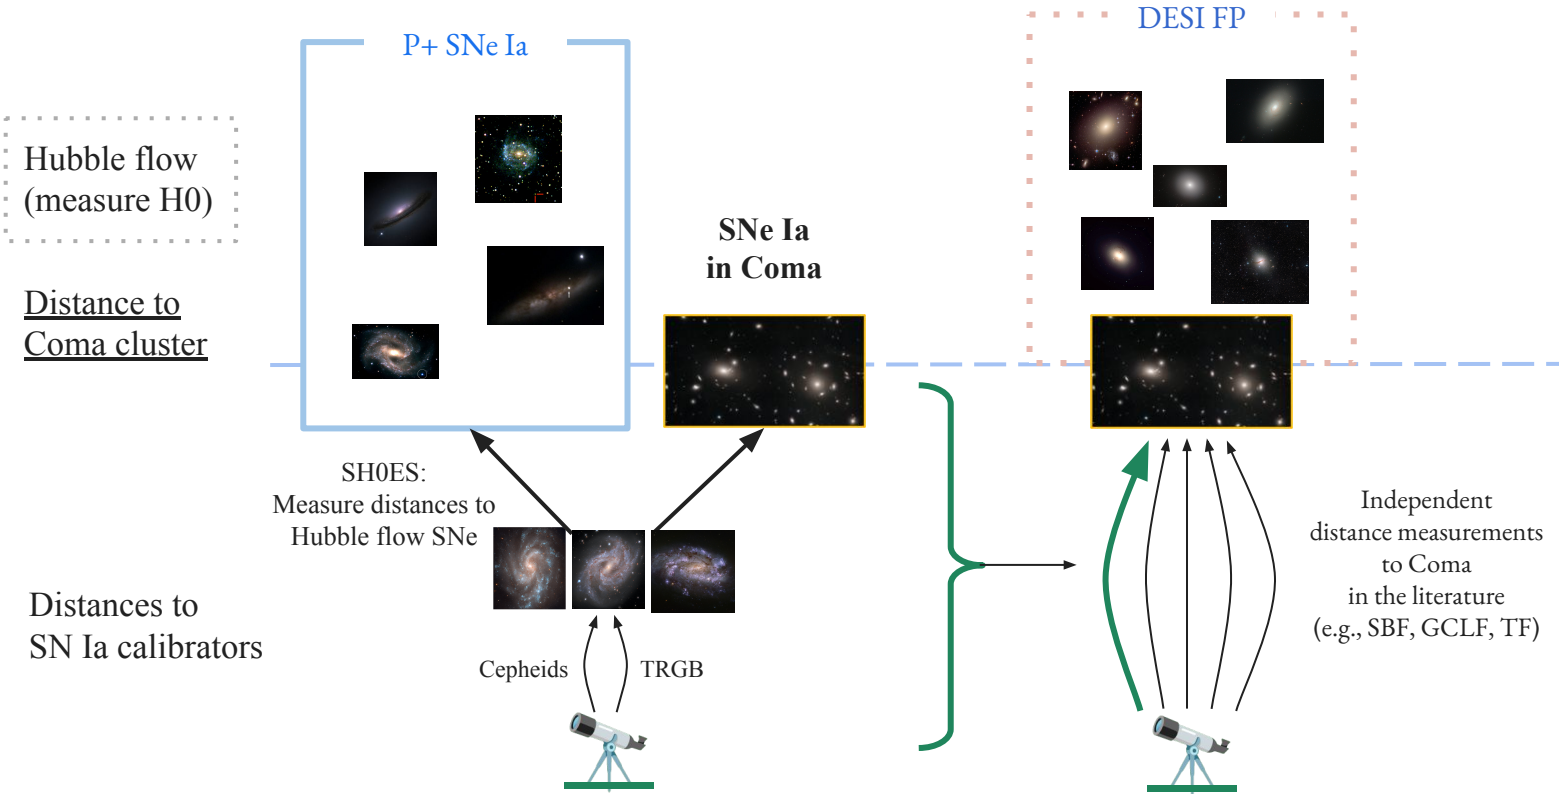 P+ SNe Ia
DESI FP
Hubble flow
(measure H0)
SNe Ia
in Coma
Distance to
Coma cluster
SH0ES:
Measure distances to
Hubble flow SNe
Independent
distance measurements
to Coma
in the literature
(e.g., SBF, GCLF, TF)
Distances to
SN Ia calibrators
Cepheids
TRGB